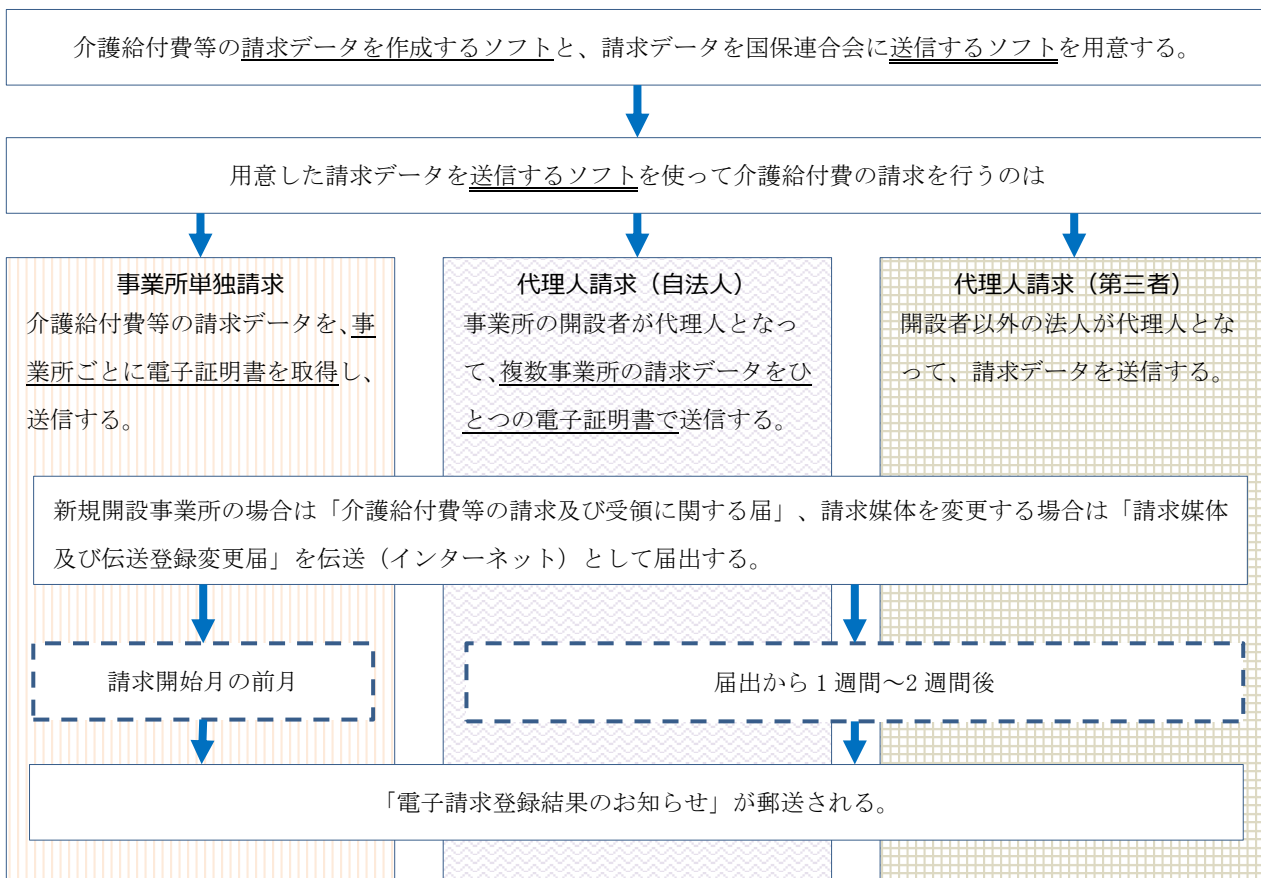 介護給付費等の請求データを作成するソフトと、請求データを国保連合会に送信するソフトを用意する。
用意した請求データを送信するソフトを使って介護給付費の請求を行うのは
事業所単独請求
介護給付費等の請求データを、事
業所ごとに電子証明書を取得し、
送信する。
代理人請求（自法人）
事業所の開設者が代理人となっ
て、複数事業所の請求データをひ
とつの電子証明書で送信する。
代理人請求（第三者）
開設者以外の法人が代理人とな
って、請求データを送信する。
新規開設事業所の場合は「介護給付費等の請求及び受領に関する届」、請求媒体を変更する場合は「請求媒体
及び伝送登録変更届」を伝送（インターネット）として届出する。
請求開始月の前月
届出から 1 週間～2 週間後
「電子請求登録結果のお知らせ」が郵送される。